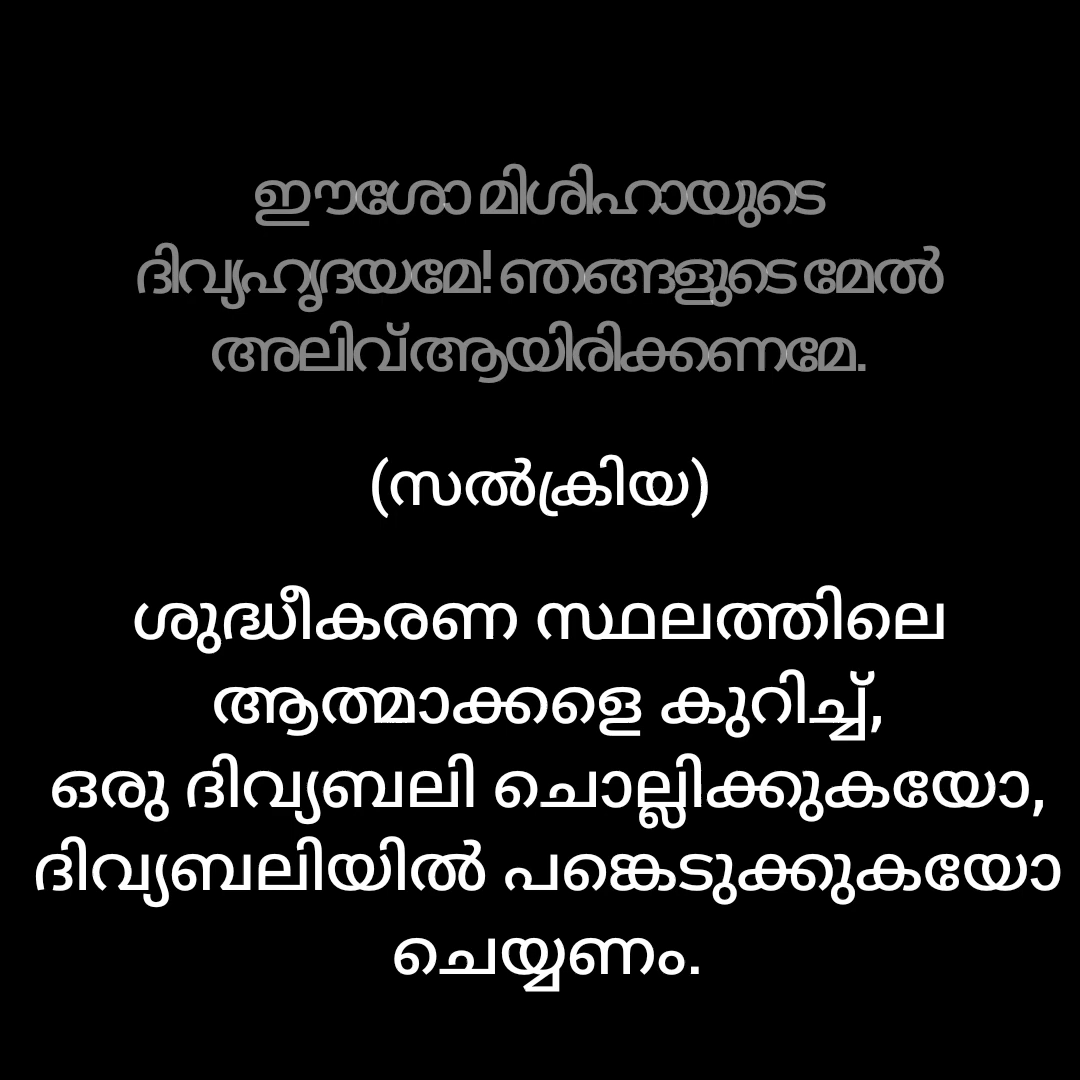 ഈശോ മിശിഹായുടെ
ദിവ്യഹൃദയമേ! ഞങ്ങളുടെ മേൽ
അലിവ് ആയിരിക്കണമേ.
(സൽക്രിയ)
ശുദ്ധീകരണ സ്ഥലത്തിലെ
ആത്മാക്കളെ കുറിച്ച്,
ഒരു ദിവ്യബലി ചൊല്ലിക്കുകയോ,
ദിവ്യബലിയിൽ പങ്കെടുക്കുകയോ
ചെയ്യണം.